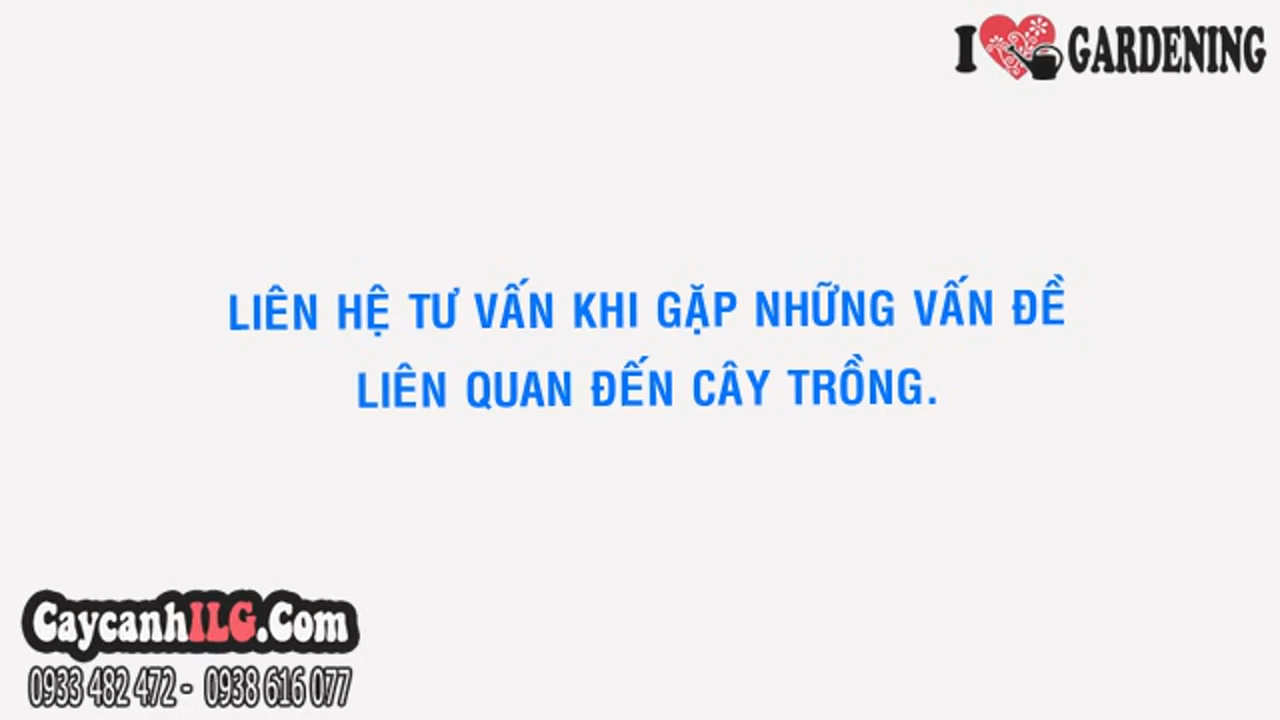 I GARDENING
LIÊN HỆ TƯ VẤN KHI GẶP NHỮNG VẤN ĐỀ
LIÊN QUAN ĐẾN CÂY TRỒNG.
CaycanhILG.Com
0933 482 472 - 0938 616 077